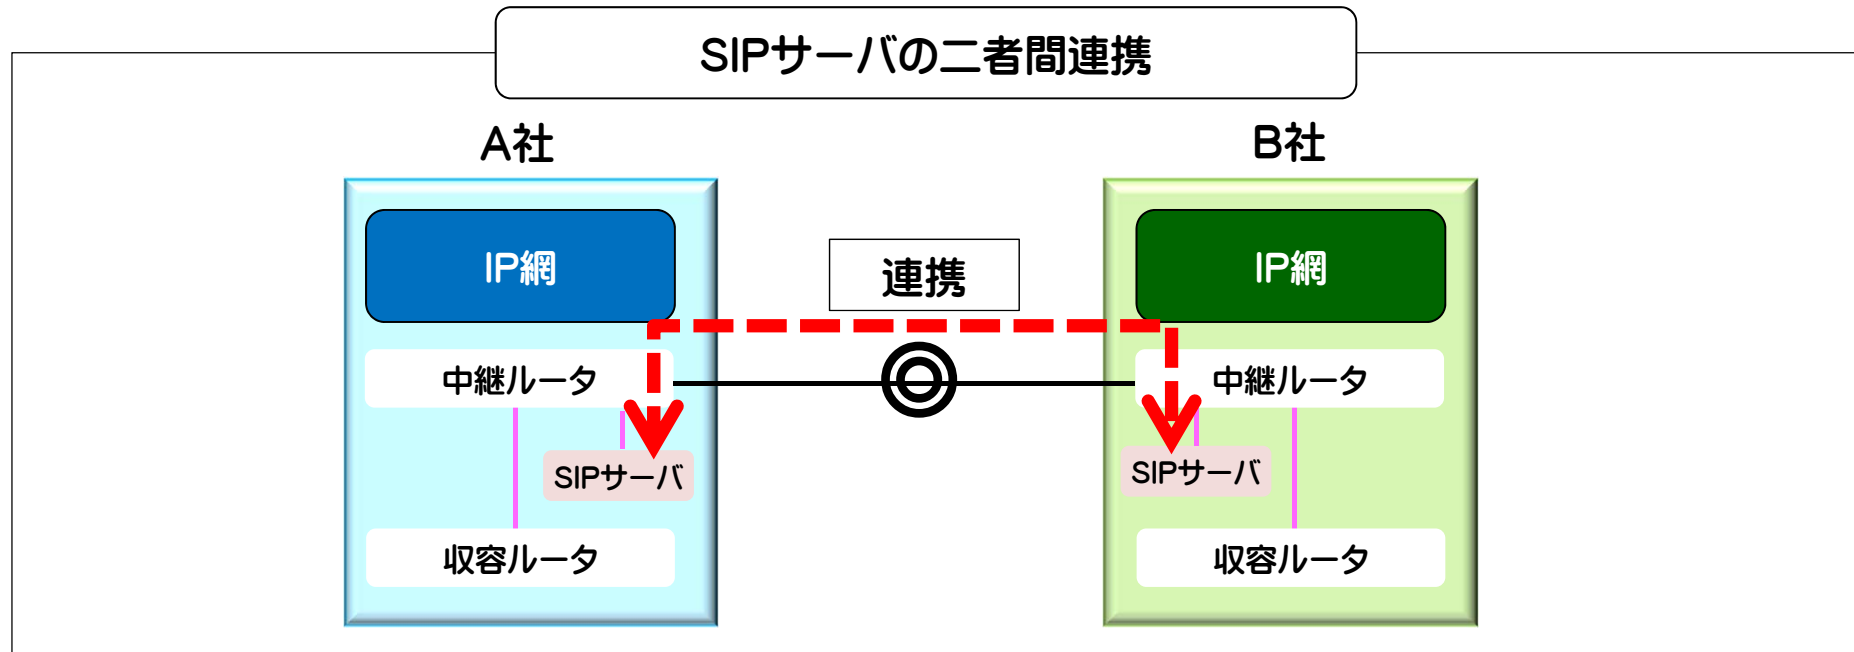 SIPサーバの二者間連携
A社
B社
IP網
IP網
連携
中継ルータ
中継ルータ
SIPサーバ
SIPサーバ
収容ルータ
収容ルータ